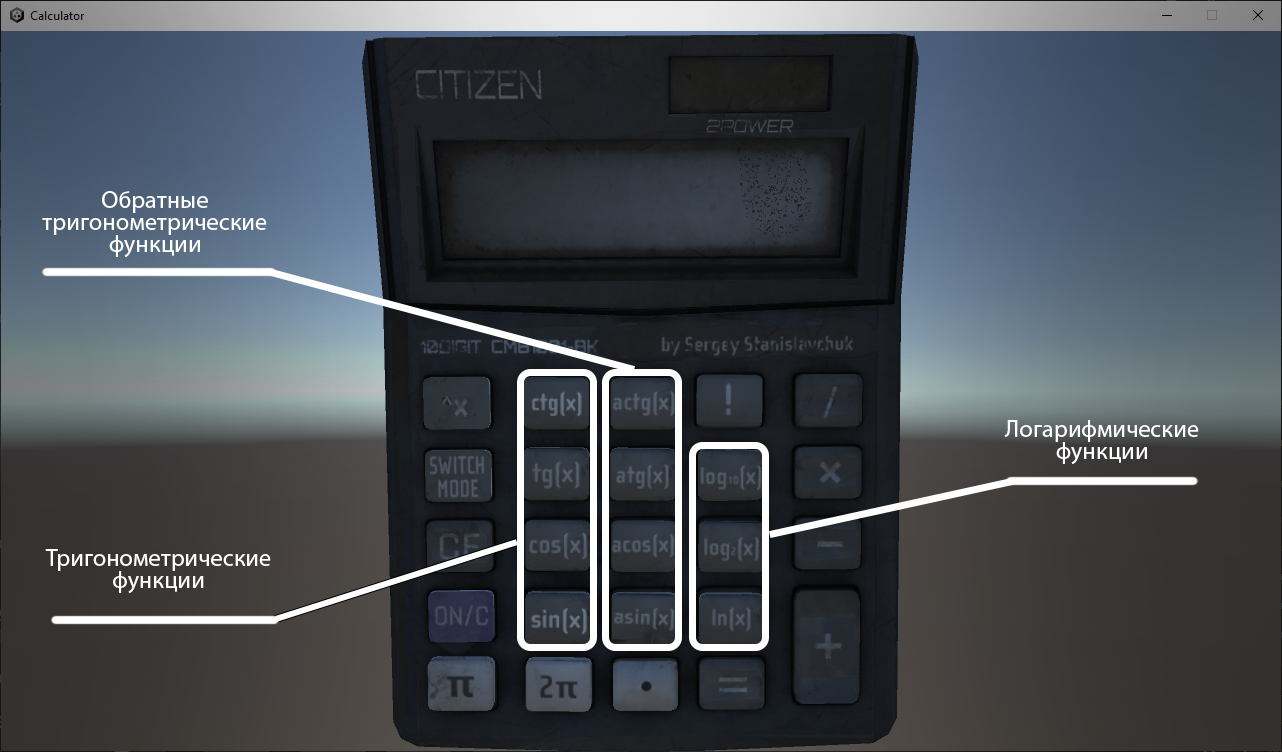 Calculator
CITIZEN
2POWER
Обратные
тригонометрические
функции
10DIGIT
by Sergey Stanislavchuk
^x
ctg(x)
actg(x)
!
/
SWITCH
MODE
tg(x)
atg(x)
log₁₀(x)
×
Логарифмические
функции
CE
cos(x)
acos(x)
log₂(x)
−
Тригонометрические
функции
ON/C
sin(x)
asin(x)
ln(x)
+
π
2π
•
=